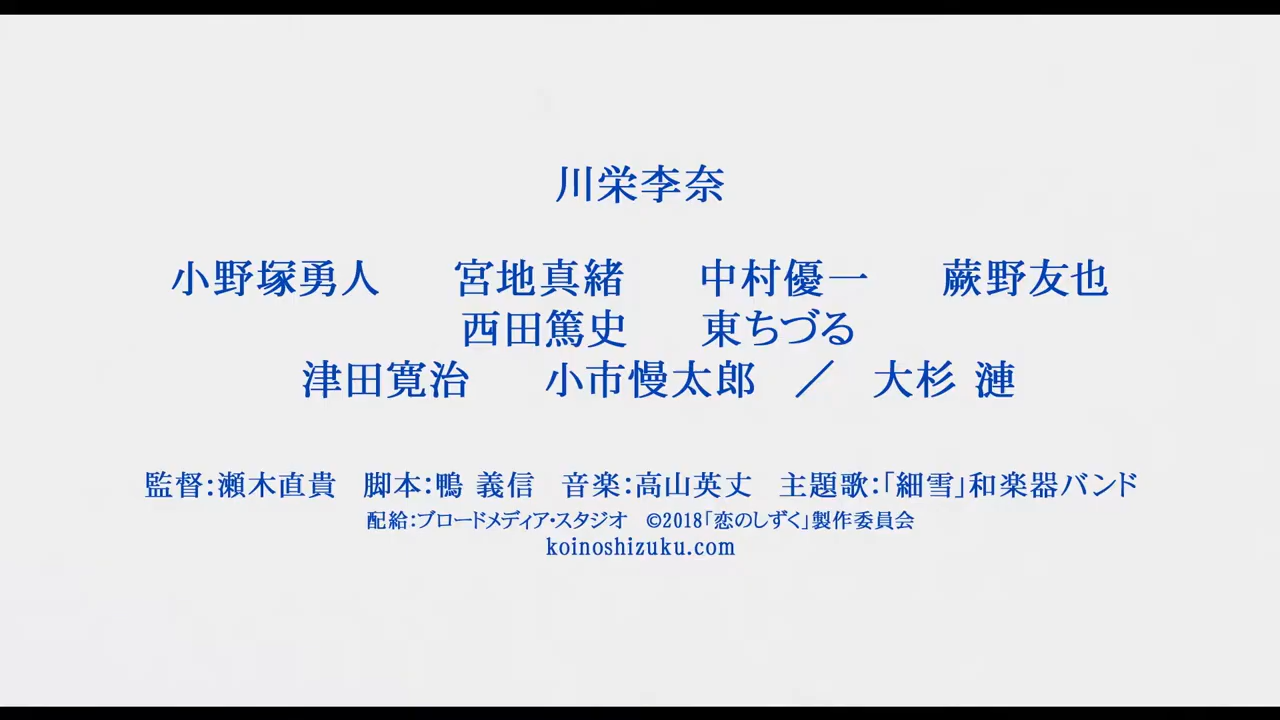 川栄李奈
小野塚勇人 宮地真緒 中村優一 蕨野友也
西田篤史 東ちづる
津田寛治 小市慢太郎 ／ 大杉 漣
監督:瀬木直貴 脚本:鴨 義信 音楽:高山英丈 主題歌:「細雪」和楽器バンド
配給:ブロードメディア・スタジオ ©2018「恋のしずく」製作委員会
koinoshizuku.com